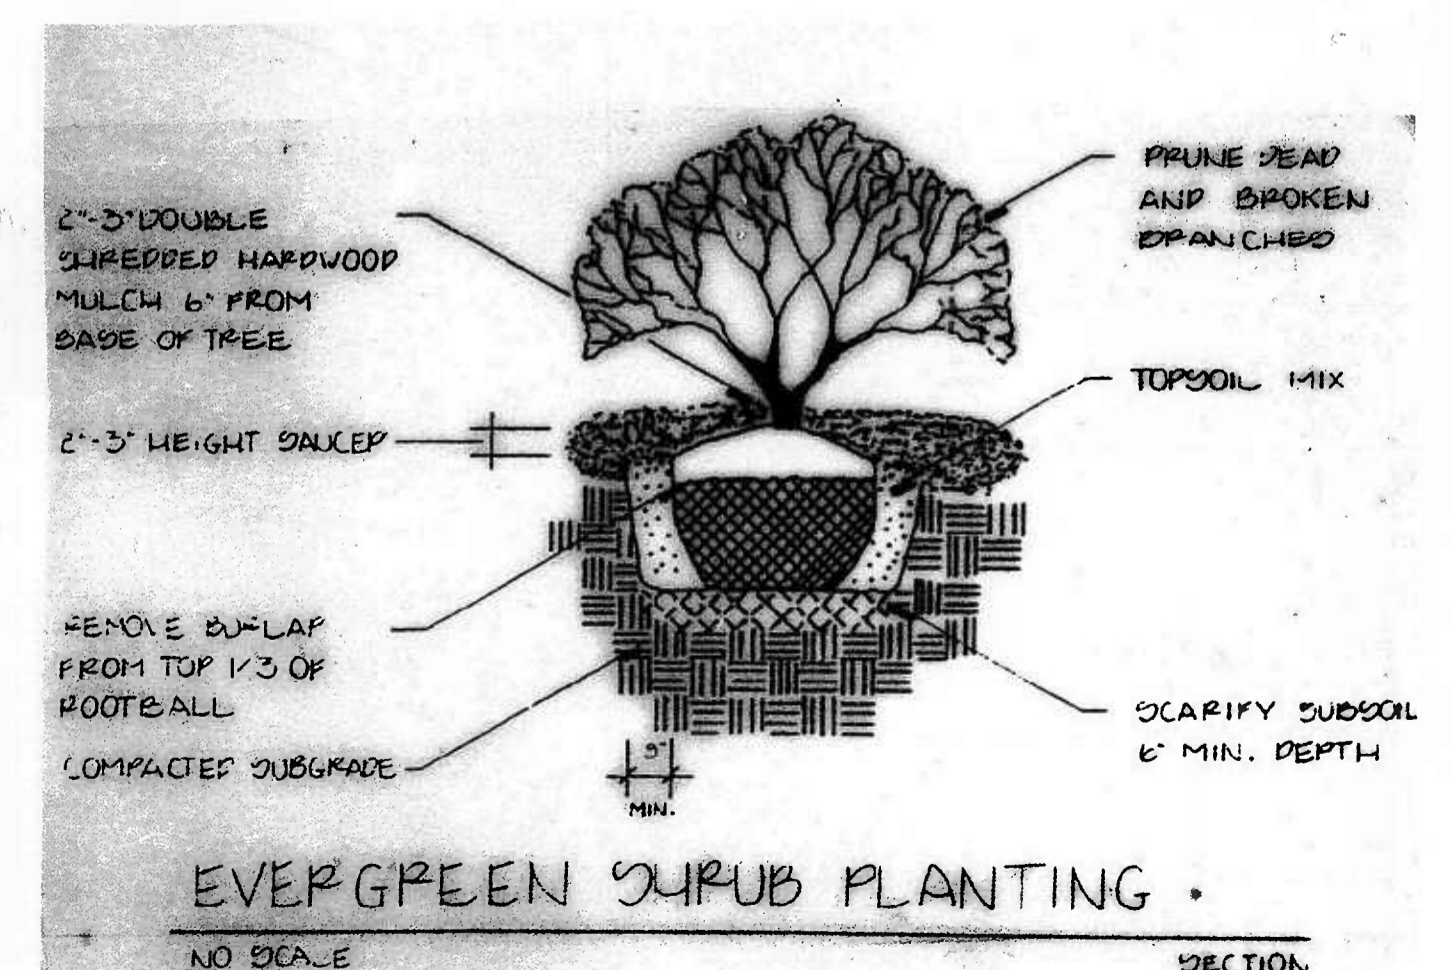 2"-3" DOUBLE
SHREDDED HARDWOOD
MULCH 6" FROM
BASE OF TREE
2"-3" HEIGHT SAUCER
REMOVE BURLAP
FROM TOP 1/3 OF
ROOTBALL
COMPACTED SUBGRADE
PRUNE DEAD
AND BROKEN
BRANCHES
TOPSOIL MIX
SCARIFY SUBSOIL
6" MIN. DEPTH
9"
MIN.
EVERGREEN SHRUB PLANTING
NO SCALE
SECTION